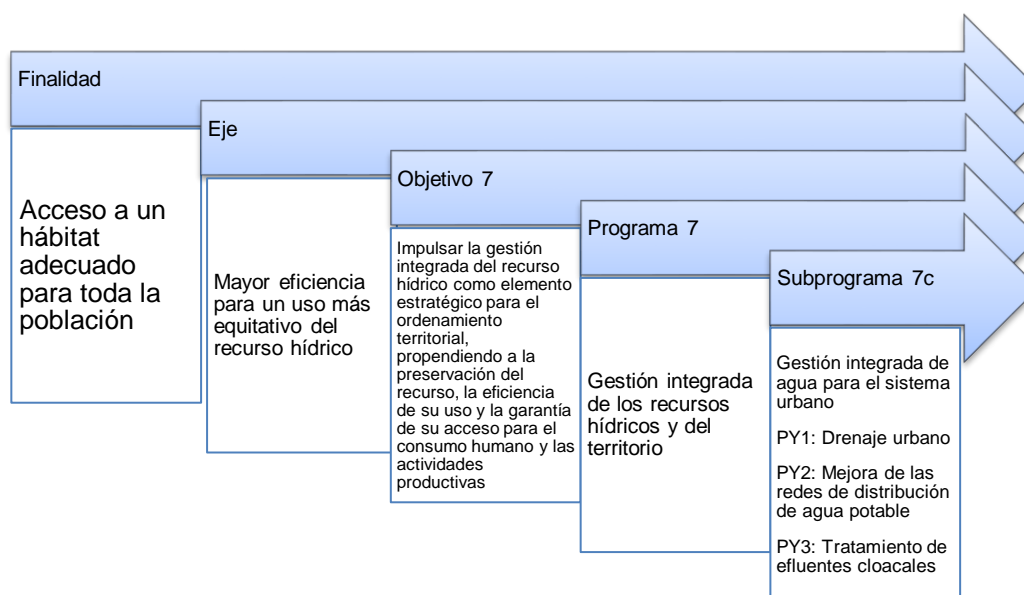 Finalidad
Acceso a un
hábitat
adecuado
para toda la
población
Eje
Mayor eficiencia
para un uso más
equitativo del
recurso hídrico
Objetivo 7
Impulsar la gestión
integrada del recurso
hídrico como elemento
estratégico para el
ordenamiento
territorial,
propendiendo a la
preservación del
recurso, la eficiencia
de su uso y la garantía
de su acceso para el
consumo humano y las
actividades
productivas
Programa 7
Gestión integrada
de los recursos
hídricos y del
territorio
Subprograma 7c
Gestión integrada de
agua para el sistema
urbano
PY1: Drenaje urbano
PY2: Mejora de las
redes de distribución
de agua potable
PY3: Tratamiento de
efluentes cloacales